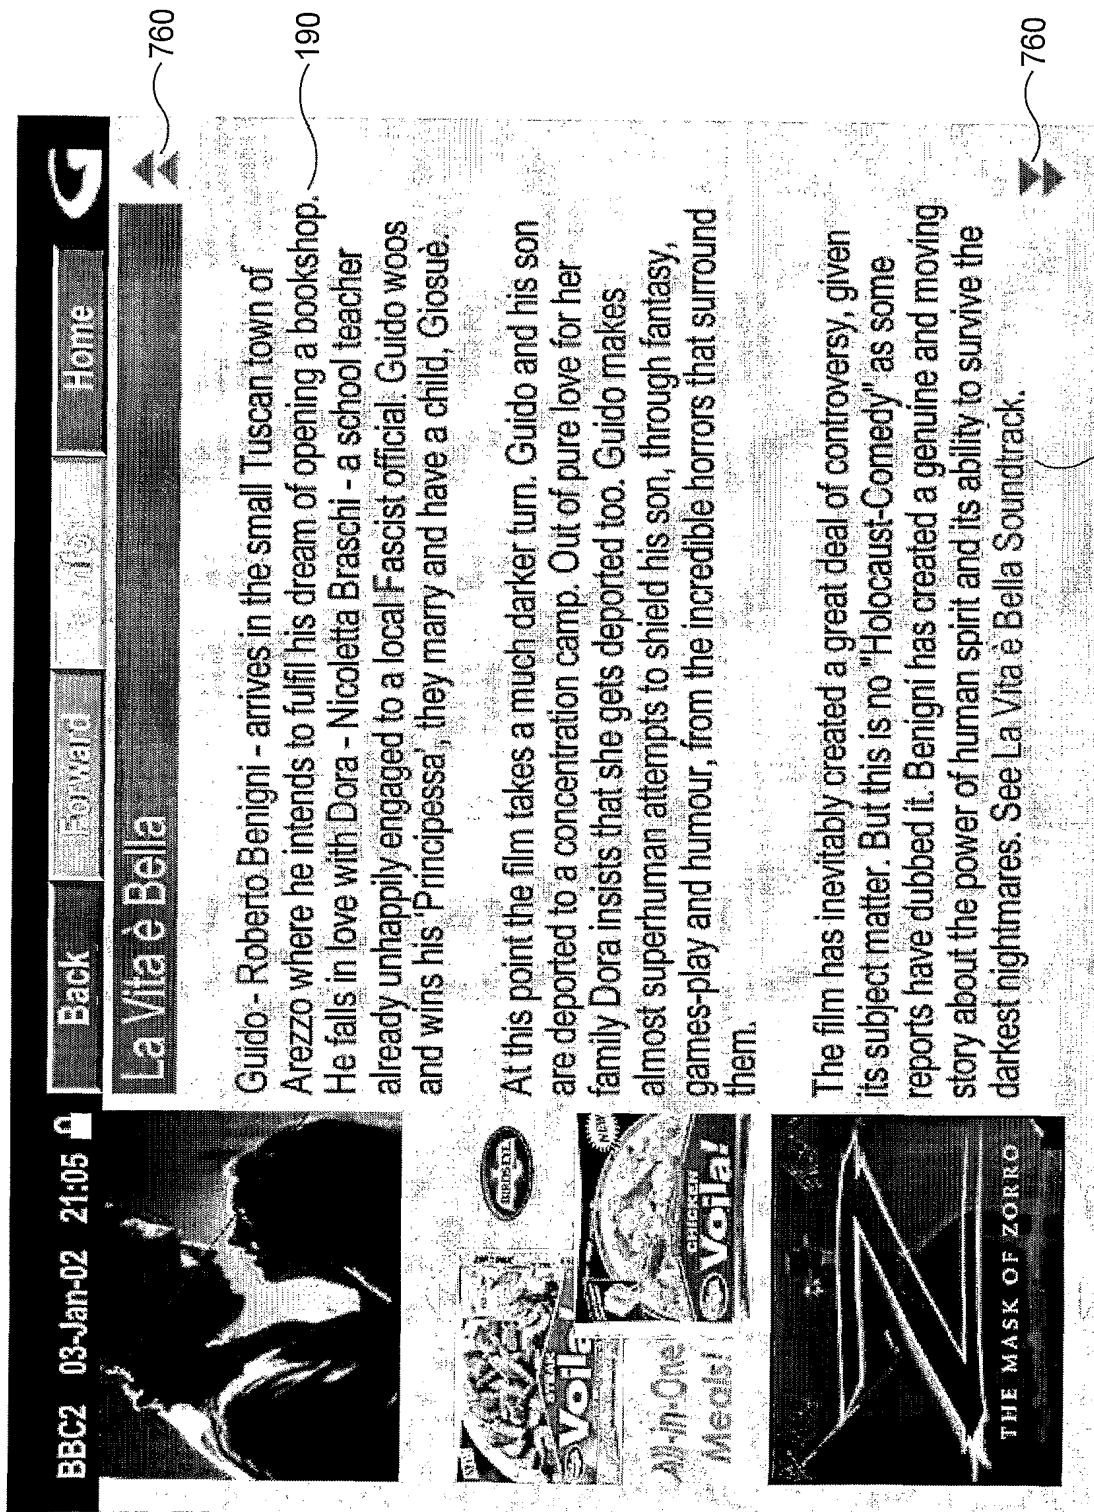 BBC2 03-Jan-02 21:05
Back
Forward
Home
La Vita è Bella
760
Guido - Roberto Benigni - arrives in the small Tuscan town of
Arezzo where he intends to fulfil his dream of opening a bookshop.
190
He falls in love with Dora - Nicoletta Braschi - a school teacher
already unhappily engaged to a local Fascist official. Guido woos
and wins his 'Principessa', they marry and have a child, Giosuè.
At this point the film takes a much darker turn. Guido and his son
are deported to a concentration camp. Out of pure love for her
family Dora insists that she gets deported too. Guido makes
almost superhuman attempts to shield his son, through fantasy,
games-play and humour, from the incredible horrors that surround
them.
The film has inevitably created a great deal of controversy, given
its subject matter. But this is no "Holocaust-Comedy" as some
reports have dubbed it. Benigni has created a genuine and moving
story about the power of human spirit and its ability to survive the
darkest nightmares. See La Vita è Bella Soundtrack.
760
BIRDS EYE
NEW
Voila!
All-in-One
Meals!
NEW
CHICKEN
Voila!
THE MASK OF ZORRO